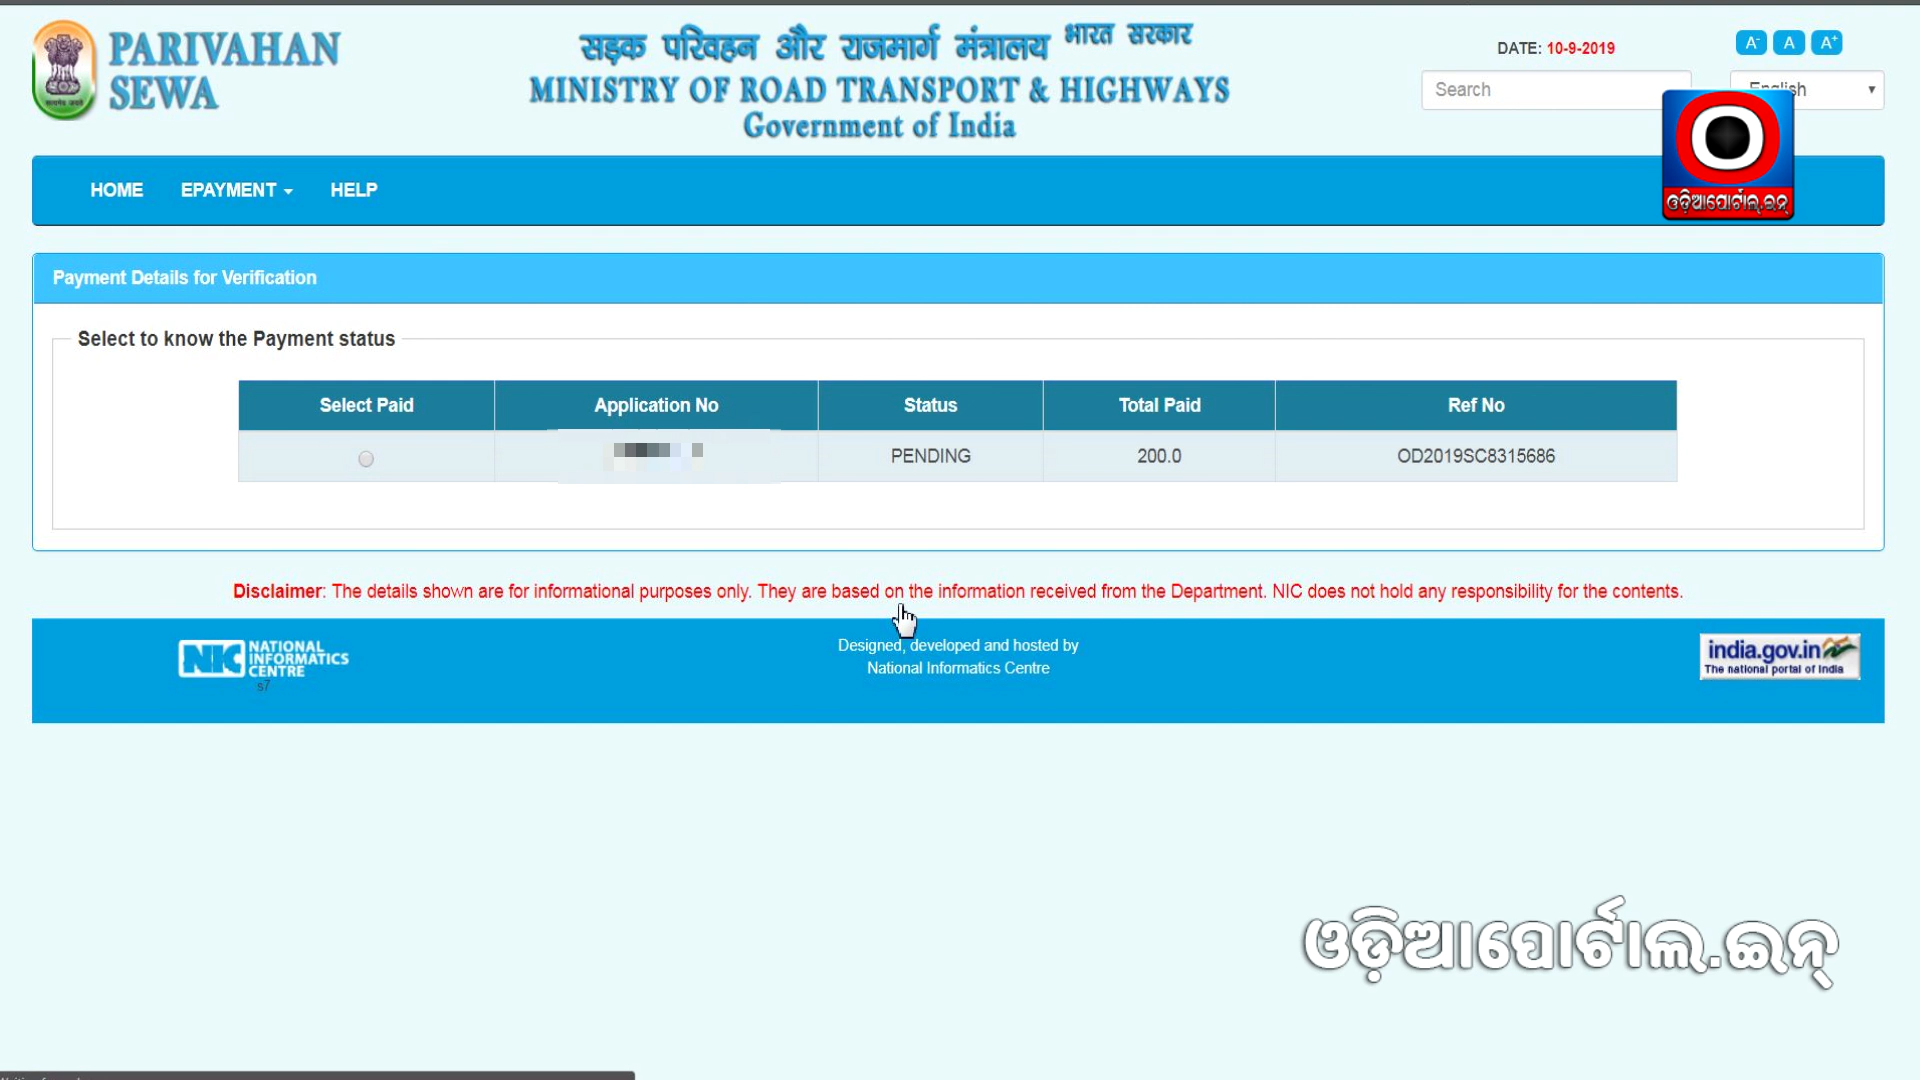 PARIVAHAN
SEWA
सड़क परिवहन और राजमार्ग मंत्रालय भारत सरकार
MINISTRY OF ROAD TRANSPORT & HIGHWAYS
Government of India
DATE: 10-9-2019
A- A A+
Search
English
ଓଡ଼ିଆପୋର୍ଟାଲ.ଇନ୍
HOME EPAYMENT HELP
Payment Details for Verification
Select to know the Payment status
Select Paid Application No Status Total Paid Ref No
PENDING 200.0 OD2019SC8315686
Disclaimer: The details shown are for informational purposes only. They are based on the information received from the Department. NIC does not hold any responsibility for the contents.
NIC NATIONAL
INFORMATICS
CENTRE
s7
Designed, developed and hosted by
National Informatics Centre
india.gov.in
The national portal of India
ଓଡ଼ିଆପୋର୍ଟାଲ.ଇନ୍